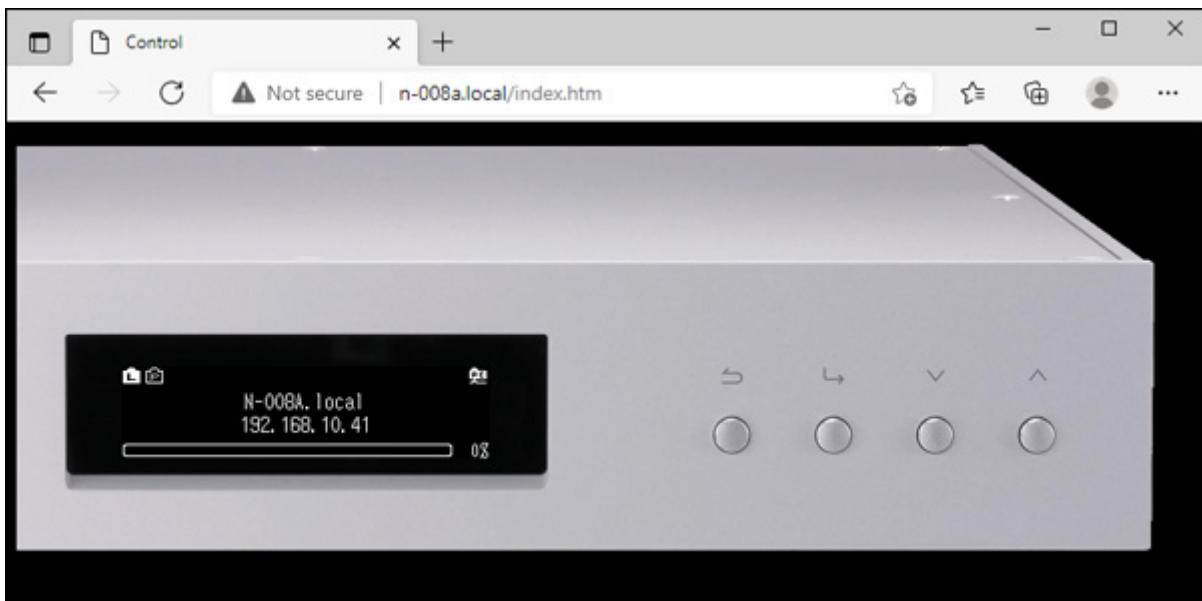 Control
Not secure | n-008a.local/index.htm
L P
N-008A.local
192.168.10.41
0%